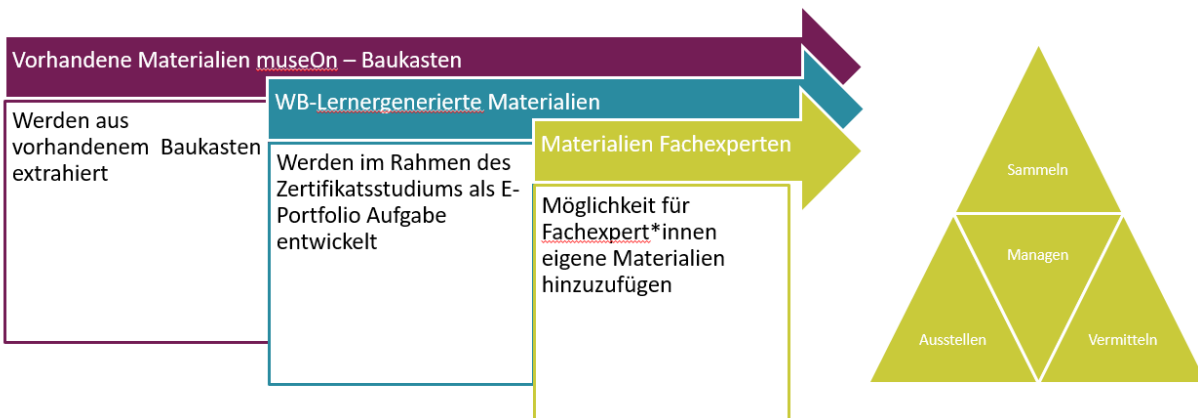 Vorhandene Materialien museOn – Baukasten
Werden aus
vorhandenem Baukasten
extrahiert
WB-Lernergenerierte Materialien
Werden im Rahmen des
Zertifikatsstudiums als E-
Portfolio Aufgabe
entwickelt
Materialien Fachexperten
Möglichkeit für
Fachexpert*innen
eigene Materialien
hinzuzufügen
Sammeln
Managen
Ausstellen
Vermitteln